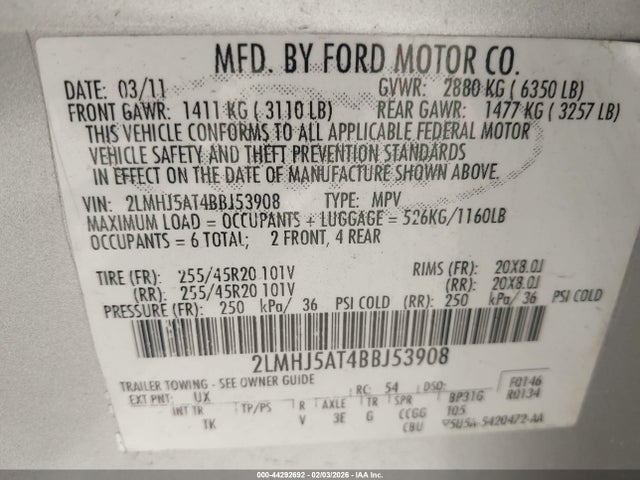 MFD. BY FORD MOTOR CO.
DATE: 03/11 GVWR: 2880 KG ( 6350 LB)
FRONT GAWR: 1411 KG ( 3110 LB) REAR GAWR: 1477 KG ( 3257 LB)
THIS VEHICLE CONFORMS TO ALL APPLICABLE FEDERAL MOTOR
VEHICLE SAFETY AND THEFT PREVENTION STANDARDS
IN EFFECT ON THE DATE OF MANUFACTURE SHOWN ABOVE.
VIN: 2LMHJ5AT4BBJ53908 TYPE: MPV
MAXIMUM LOAD = OCCUPANTS + LUGGAGE = 526KG/1160LB
OCCUPANTS = 6 TOTAL; 2 FRONT, 4 REAR
TIRE (FR): 255/45R20 101V RIMS (FR): 20X8.0J
(RR): 255/45R20 101V (RR): 20X8.0J
PRESSURE (FR): 250 kPa/ 36 PSI COLD (RR): 250 kPa/ 36 PSI COLD
2LMHJ5AT4BBJ53908
TRAILER TOWING - SEE OWNER GUIDE
EXT PNT: UX RC: 54 DSO: F0146
R0134
INT TR TP/PS R AXLE TR SPR BP31G
TK V 3E G CCGG 105
CBU 5U5A-5420472-AA
000-44292692 - 02/03/2026 - IAAI.CA